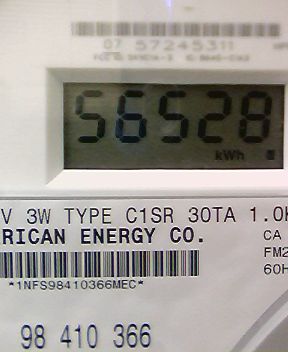 07 57245311
56528
kWh
V 3W TYPE C1SR 30TA 1.0K
RICAN ENERGY CO.
CA
FM2
60H
*1NFS98410366MEC*
98 410 366